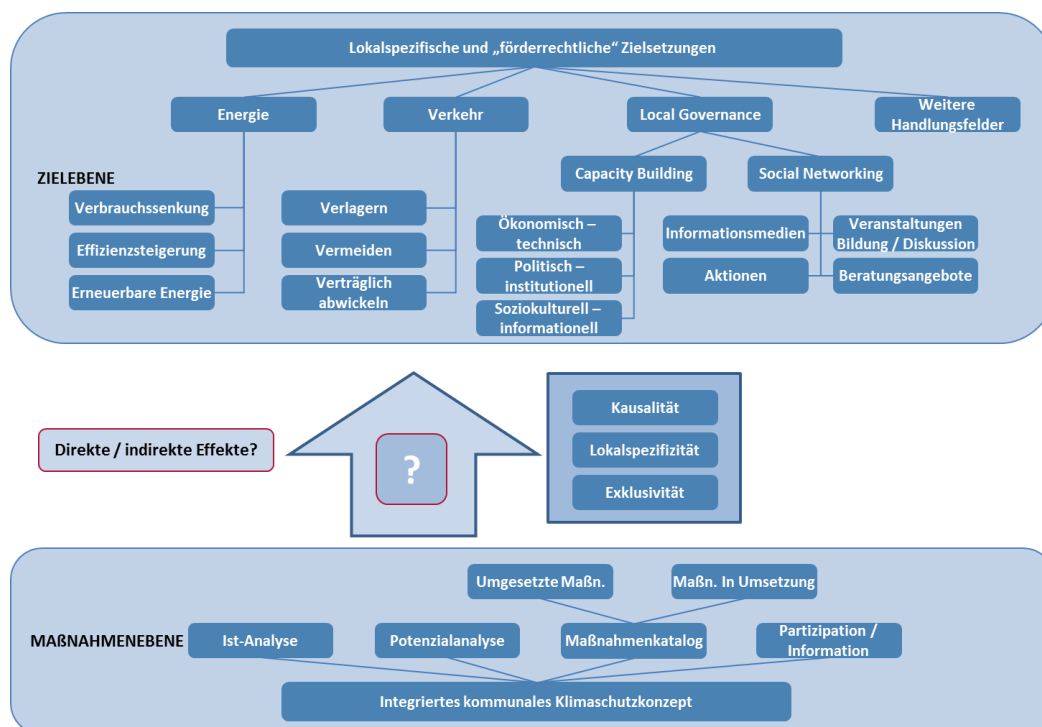 Lokalspezifische und „förderrechtliche“ Zielsetzungen
Energie
Verkehr
Local Governance
Weitere
Handlungsfelder
ZIELEBENE
Capacity Building
Social Networking
Verbrauchssenkung
Effizienzsteigerung
Erneuerbare Energie
Verlagern
Vermeiden
Verträglich
abwickeln
Ökonomisch –
technisch
Politisch –
institutionell
Soziokulturell –
informationell
Informationsmedien
Aktionen
Veranstaltungen
Bildung / Diskussion
Beratungsangebote
Direkte / indirekte Effekte?
?
Kausalität
Lokalspezifizität
Exklusivität
Umgesetzte Maßn.
Maßn. In Umsetzung
MAßNAHMENEBENE
Ist-Analyse
Potenzialanalyse
Maßnahmenkatalog
Partizipation /
Information
Integriertes kommunales Klimaschutzkonzept